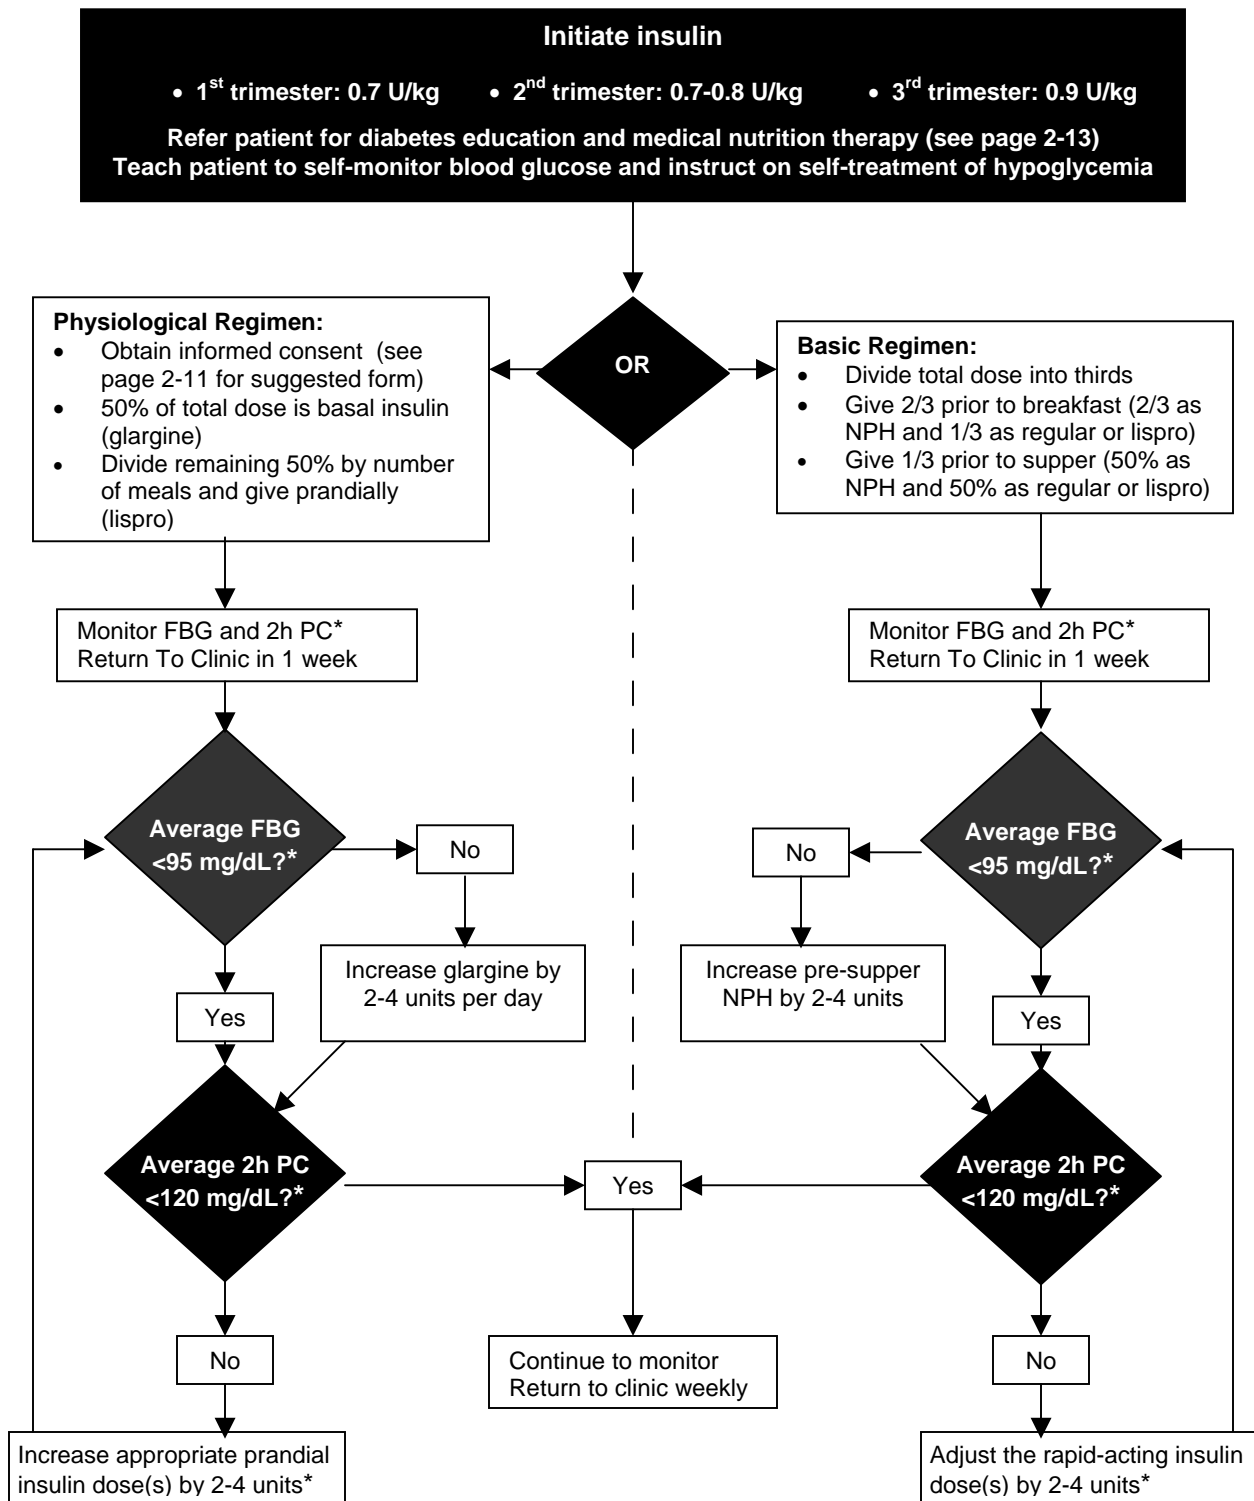 Initiate insulin
• 1st trimester: 0.7 U/kg • 2nd trimester: 0.7-0.8 U/kg • 3rd trimester: 0.9 U/kg
Refer patient for diabetes education and medical nutrition therapy (see page 2-13)
Teach patient to self-monitor blood glucose and instruct on self-treatment of hypoglycemia
OR
Physiological Regimen:
• Obtain informed consent (see
page 2-11 for suggested form)
• 50% of total dose is basal insulin
(glargine)
• Divide remaining 50% by number
of meals and give prandially
(lispro)
Basic Regimen:
• Divide total dose into thirds
• Give 2/3 prior to breakfast (2/3 as
NPH and 1/3 as regular or lispro)
• Give 1/3 prior to supper (50% as
NPH and 50% as regular or lispro)
Monitor FBG and 2h PC*
Return To Clinic in 1 week
Monitor FBG and 2h PC*
Return To Clinic in 1 week
Average FBG
<95 mg/dL?*
No
No
Average FBG
<95 mg/dL?*
Increase glargine by
2-4 units per day
Increase pre-supper
NPH by 2-4 units
Yes
Yes
Average 2h PC
<120 mg/dL?*
Yes
Average 2h PC
<120 mg/dL?*
No
Continue to monitor
Return to clinic weekly
No
Increase appropriate prandial
insulin dose(s) by 2-4 units*
Adjust the rapid-acting insulin
dose(s) by 2-4 units*